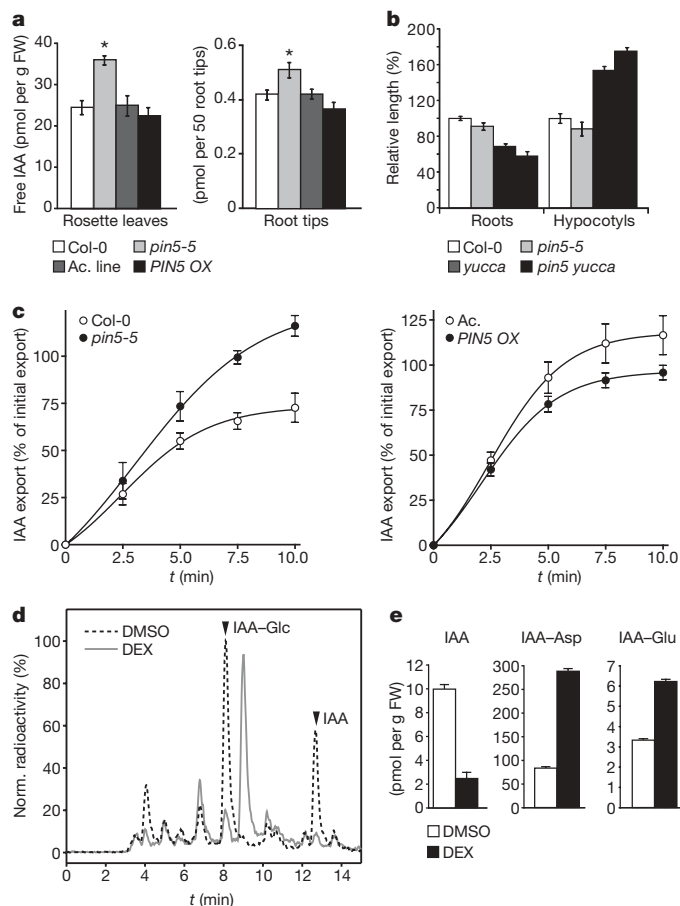 a
Free IAA (pmol per g FW)
40
30
20
10
0
*
Rosette leaves
(pmol per 50 root tips)
0.6
0.4
0.2
0
*
Root tips
Col-0
pin5-5
Ac. line
PIN5 OX
b
Relative length (%)
200
160
120
80
40
0
Roots
Hypocotyls
Col-0
pin5-5
yucca
pin5 yucca
c
IAA export (% of initial export)
100
75
50
25
0
Col-0
pin5-5
0
2.5
5.0
7.5
10.0
t (min)
IAA export (% of initial export)
125
100
75
50
25
0
Ac.
PIN5 OX
0
2.5
5.0
7.5
10.0
t (min)
d
Norm. radioactivity (%)
100
80
60
40
20
0
DMSO
DEX
IAA–Glc
IAA
0
2
4
6
8
10
12
14
t (min)
e
(pmol per g FW)
IAA
12
10
8
6
4
2
0
IAA–Asp
300
250
200
150
100
50
0
IAA–Glu
7
6
5
4
3
2
1
0
DMSO
DEX